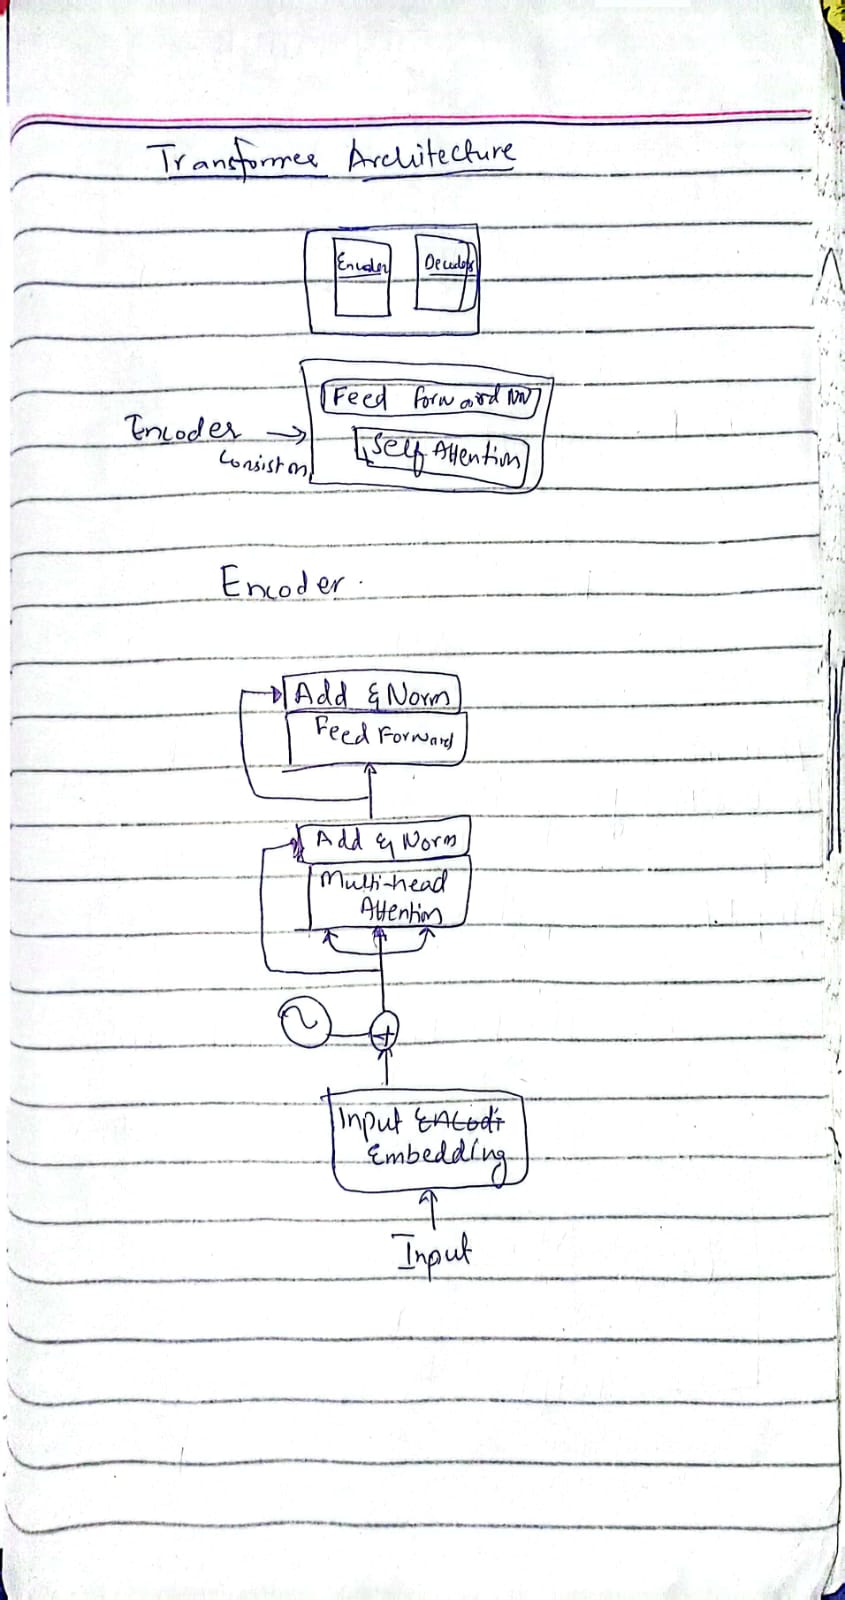 Transformer Architecture
Encoder Decoder
Feed Forward NN
Encoder →
Consist on
Self Attention
Encoder.
Add & Norm
Feed Forward
Add & Norm
Multi-head
Attention
+
Input Encodi
Embedding
Input